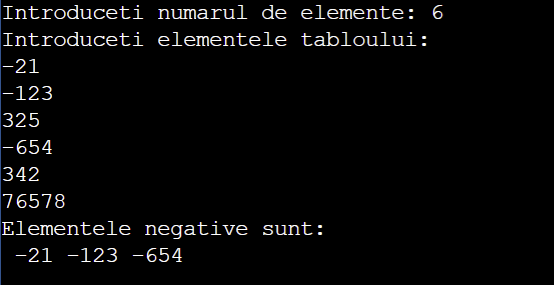 Introduceti numarul de elemente: 6
Introduceti elementele tabloului:
-21
-123
325
-654
342
76578
Elementele negative sunt:
-21 -123 -654